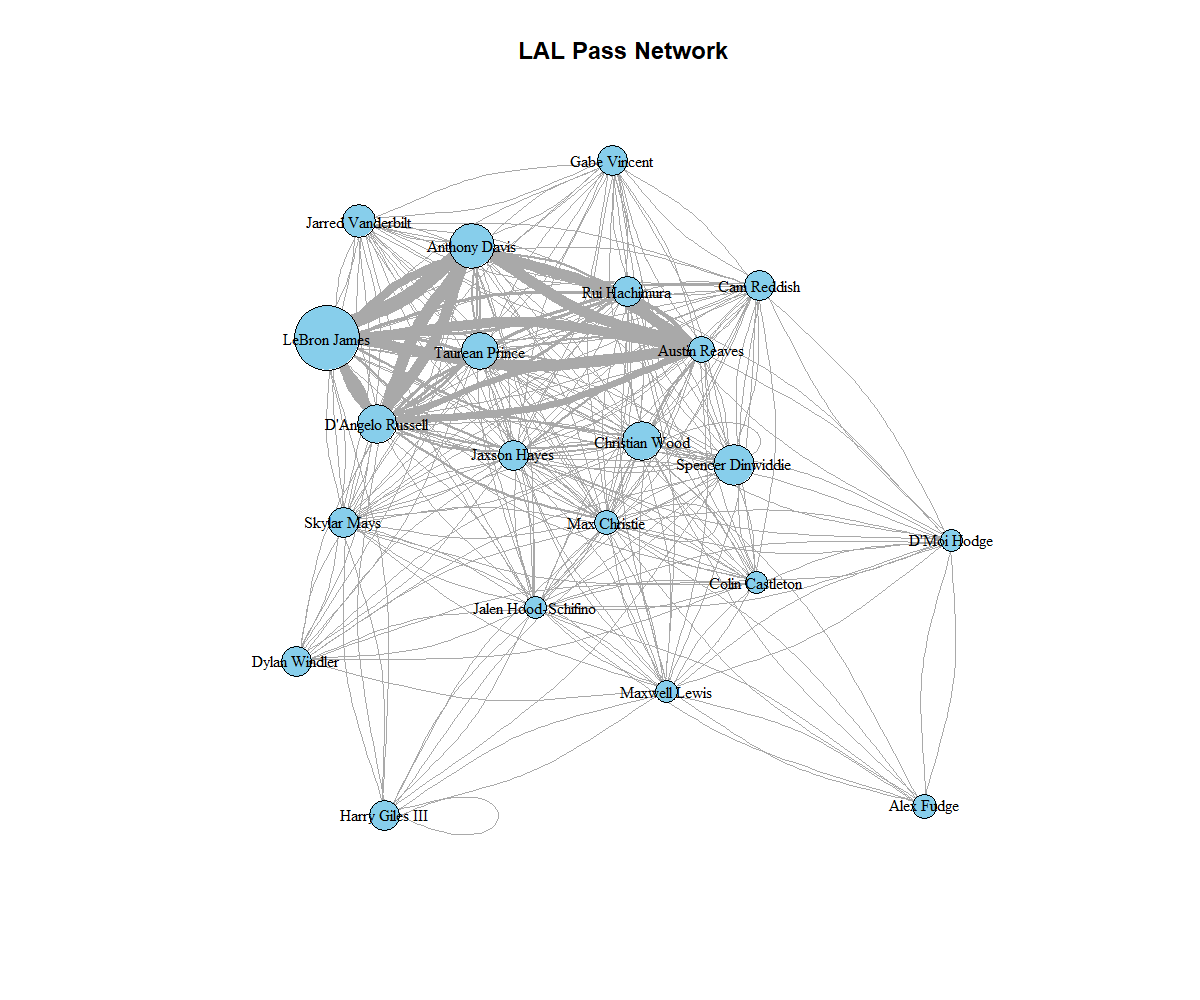 LAL Pass Network
Gabe Vincent
Jarred Vanderbilt
Anthony Davis
Cam Reddish
Rui Hachimura
LeBron James
Taurean Prince
Austin Reaves
D'Angelo Russell
Christian Wood
Jaxson Hayes
Spencer Dinwiddie
Skylar Mays
Max Christie
D'Moi Hodge
Colin Castleton
Jalen Hood-Schifino
Dylan Windler
Maxwell Lewis
Alex Fudge
Harry Giles III